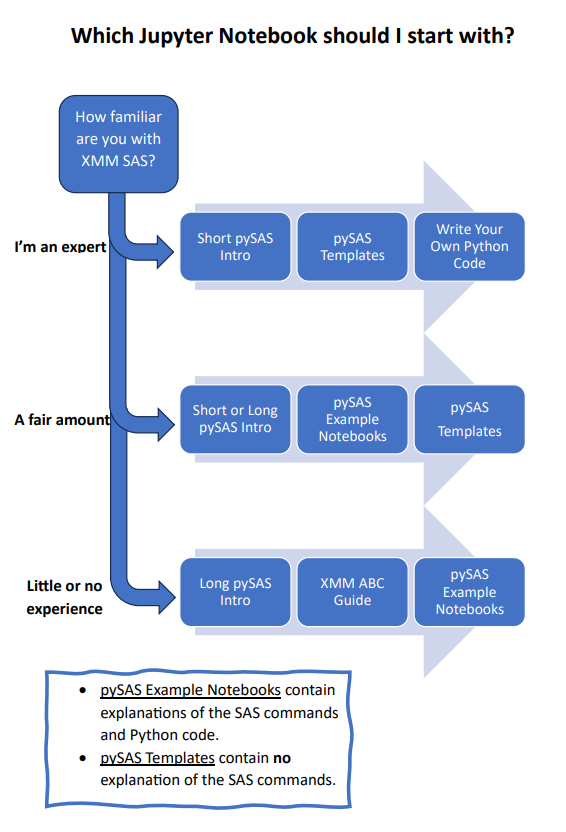 Which Jupyter Notebook should I start with?
How familiar
are you with
XMM SAS?
I'm an expert
Short pySAS
Intro
pySAS
Templates
Write Your
Own Python
Code
A fair amount
Short or Long
pySAS Intro
pySAS
Example
Notebooks
pySAS
Templates
Little or no
experience
Long pySAS
Intro
XMM ABC
Guide
pySAS
Example
Notebooks
• pySAS Example Notebooks contain
explanations of the SAS commands
and Python code.
• pySAS Templates contain no
explanation of the SAS commands.